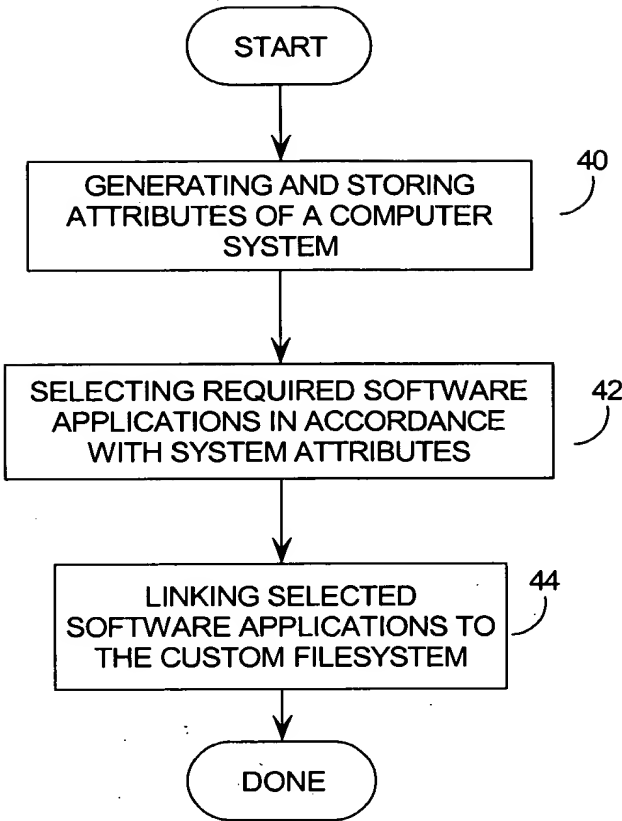 START
GENERATING AND STORING
ATTRIBUTES OF A COMPUTER
SYSTEM
40
SELECTING REQUIRED SOFTWARE
APPLICATIONS IN ACCORDANCE
WITH SYSTEM ATTRIBUTES
42
LINKING SELECTED
SOFTWARE APPLICATIONS TO
THE CUSTOM FILESYSTEM
44
DONE